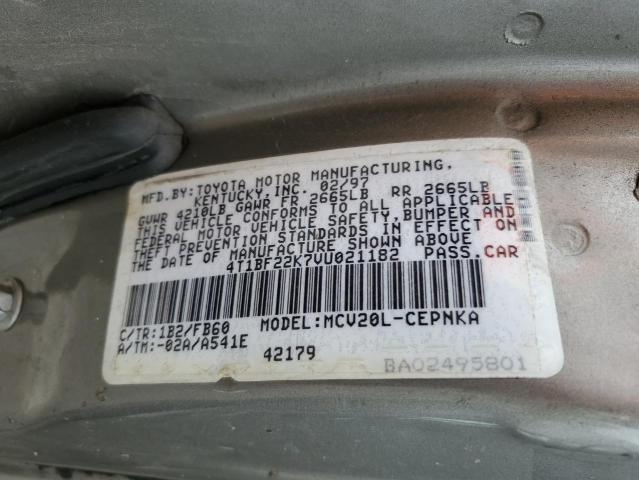 MFD.BY:TOYOTA MOTOR MANUFACTURING,
KENTUCKY, INC. 02/97
GVWR 4210LB GAWR FR 2665LB RR 2665LB
THIS VEHICLE CONFORMS TO ALL APPLICABLE
FEDERAL MOTOR VEHICLE SAFETY,BUMPER,AND
THEFT PREVENTION STANDARDS IN EFFECT ON
THE DATE OF MANUFACTURE SHOWN ABOVE
4T1BF22K7VU021182 PASS.CAR
C/TR:1B2/FB60 MODEL:MCV20L-CEPNKA
A/TM:-02A/A541E 42179
BA02495801